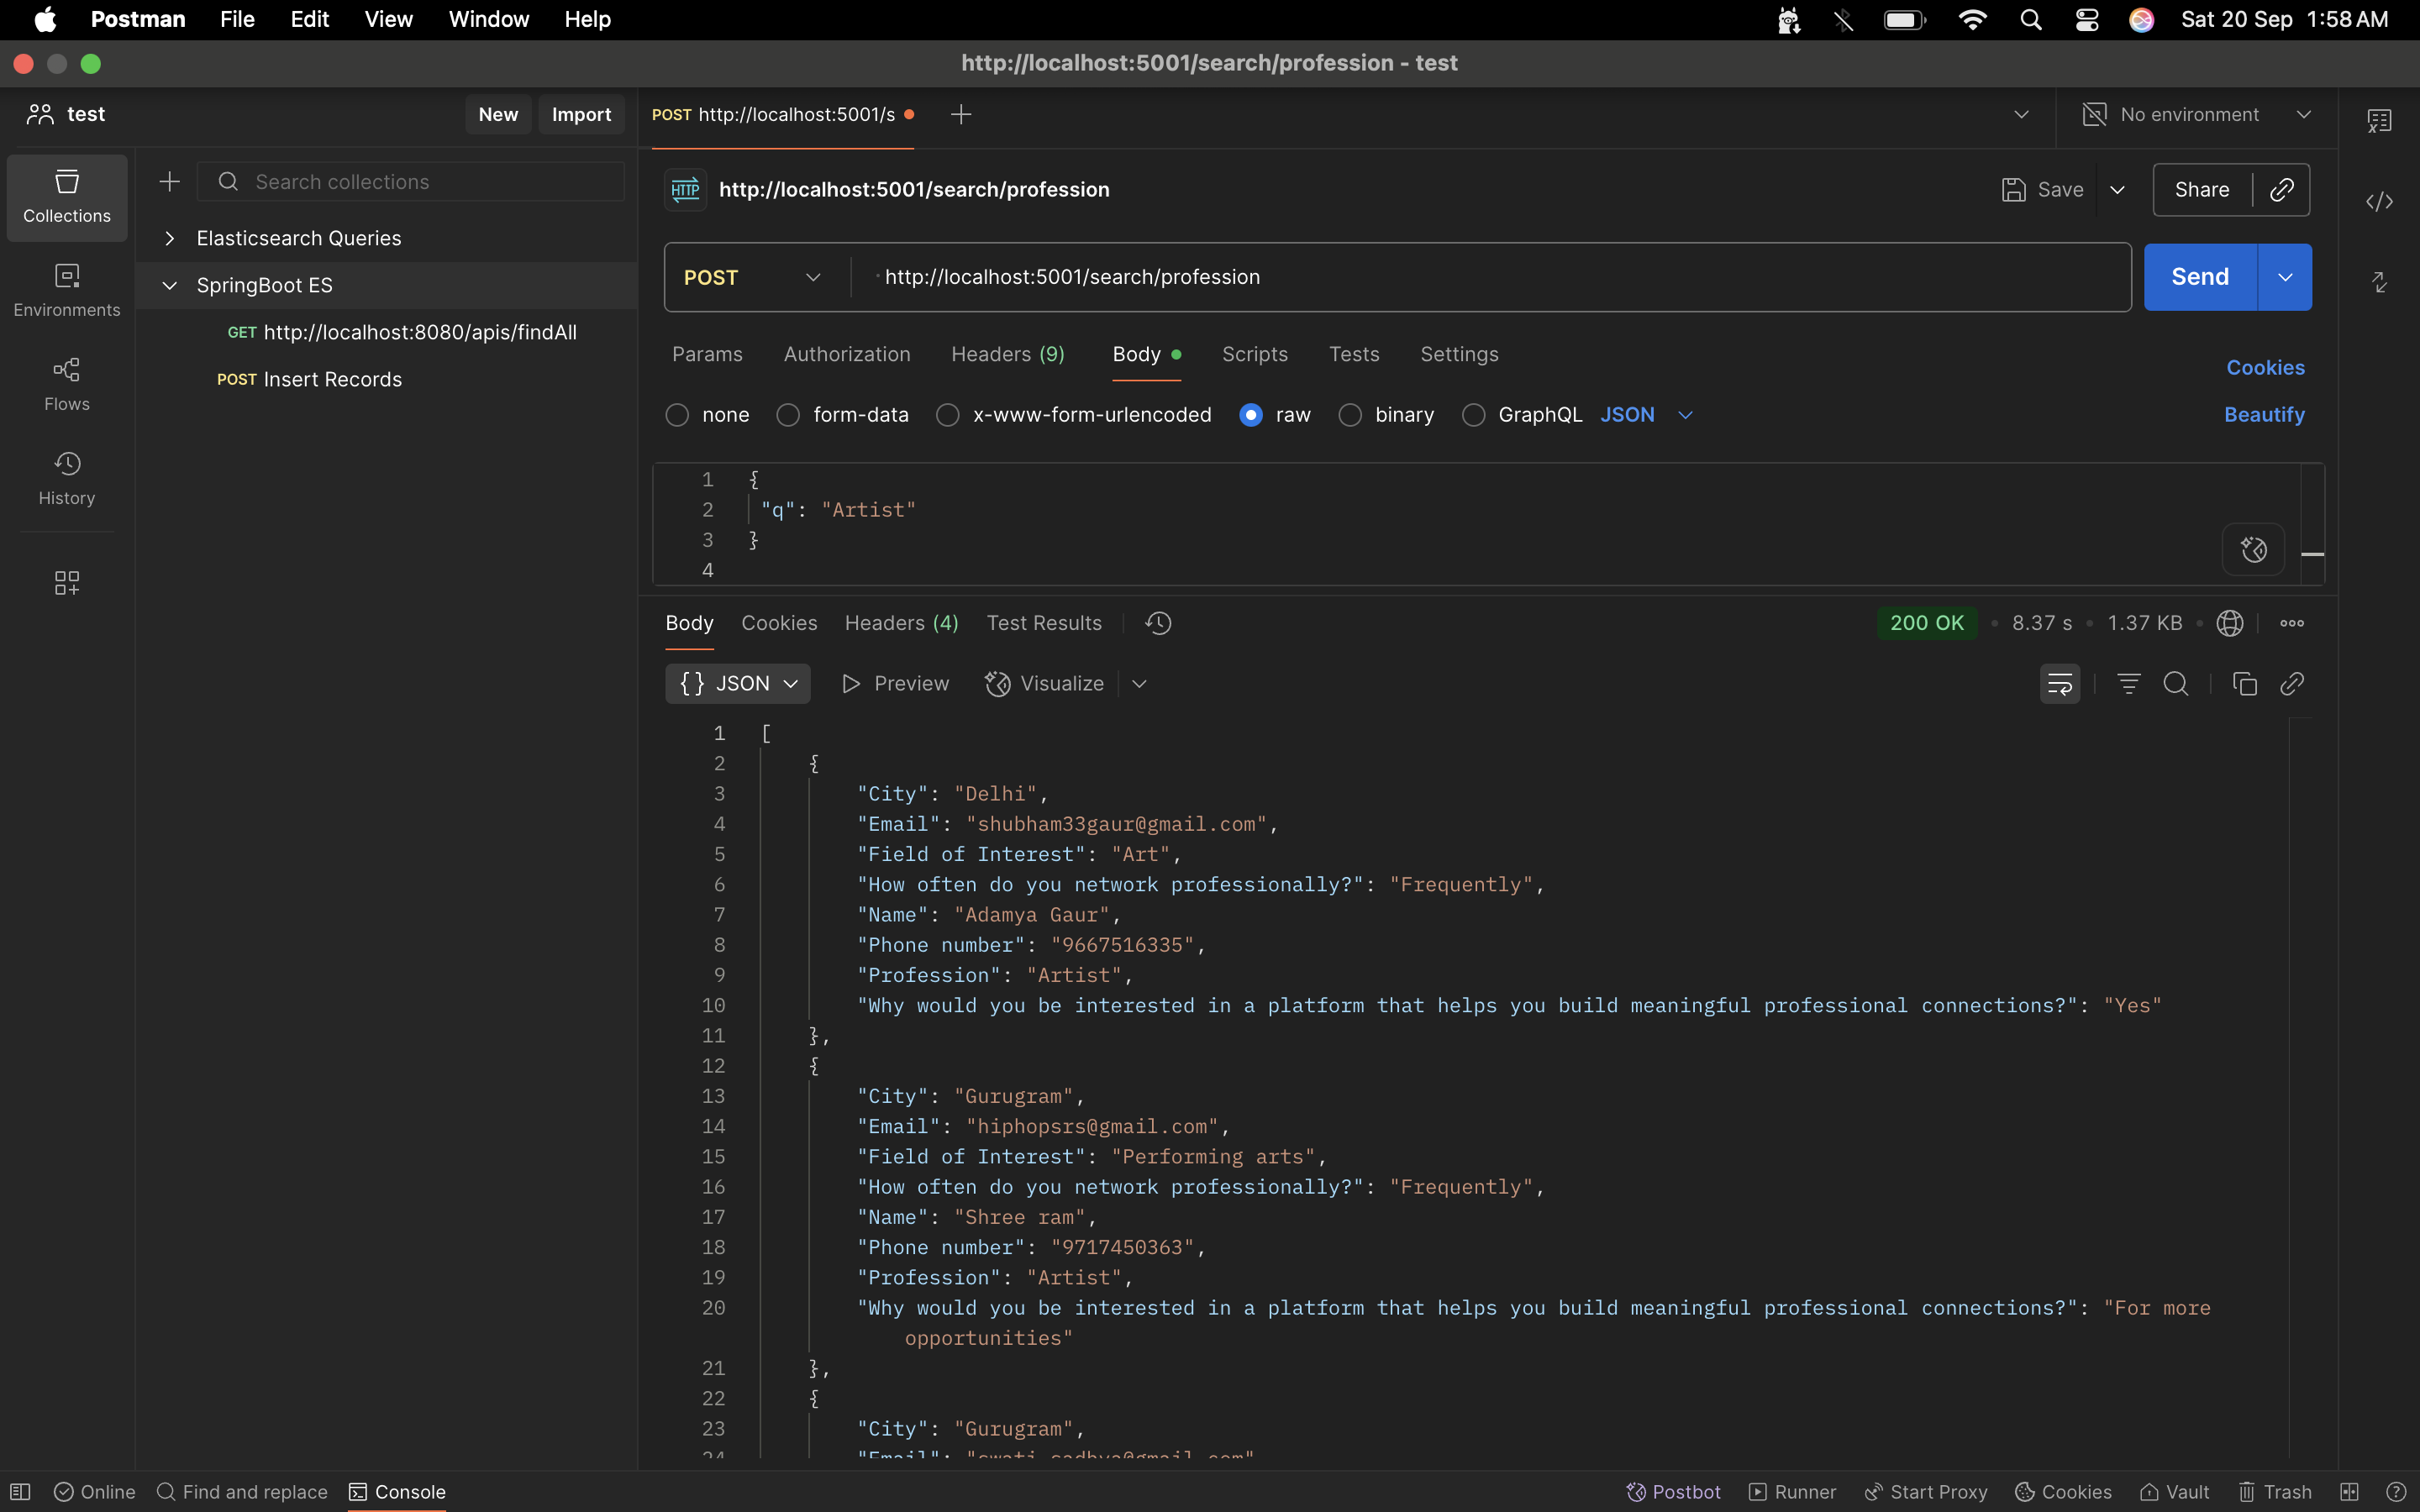 Postman File Edit View Window Help Sat 20 Sep 1:58 AM
http://localhost:5001/search/profession - test
test New Import POST http://localhost:5001/s No environment
Search collections
Collections
Elasticsearch Queries
SpringBoot ES
GET http://localhost:8080/apis/findAll
POST Insert Records
Environments
Flows
History
HTTP http://localhost:5001/search/profession Save Share
POST http://localhost:5001/search/profession Send
Params Authorization Headers (9) Body Scripts Tests Settings Cookies
none form-data x-www-form-urlencoded raw binary GraphQL JSON Beautify
1 {
2 "q": "Artist"
3 }
4
Body Cookies Headers (4) Test Results 200 OK 8.37 s 1.37 KB
{} JSON Preview Visualize
1 [
2 {
3 "City": "Delhi",
4 "Email": "shubham33gaur@gmail.com",
5 "Field of Interest": "Art",
6 "How often do you network professionally?": "Frequently",
7 "Name": "Adamya Gaur",
8 "Phone number": "9667516335",
9 "Profession": "Artist",
10 "Why would you be interested in a platform that helps you build meaningful professional connections?": "Yes"
11 },
12 {
13 "City": "Gurugram",
14 "Email": "hiphopsrs@gmail.com",
15 "Field of Interest": "Performing arts",
16 "How often do you network professionally?": "Frequently",
17 "Name": "Shree ram",
18 "Phone number": "9717450363",
19 "Profession": "Artist",
20 "Why would you be interested in a platform that helps you build meaningful professional connections?": "For more
opportunities"
21 },
22 {
23 "City": "Gurugram",
24 "Email":
Online Find and replace Console Postbot Runner Start Proxy Cookies Vault Trash